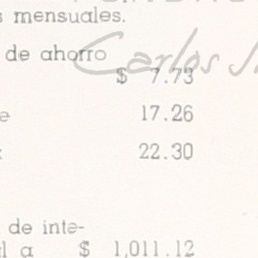 mensuales.
de ahorro
Carlos
$ 7.73
17.26
22.30
de inte-
a $ 1,011.12